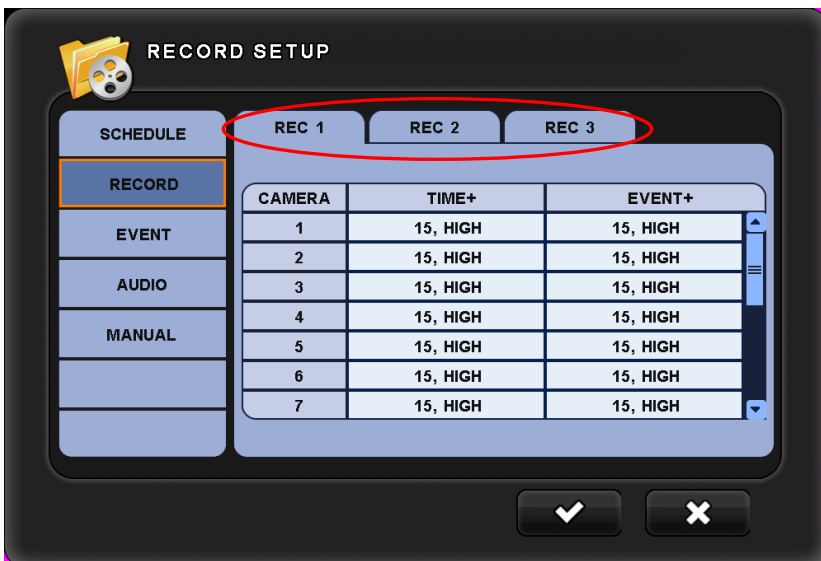 RECORD SETUP
SCHEDULE
RECORD
EVENT
AUDIO
MANUAL
REC 1 REC 2 REC 3
CAMERA TIME+ EVENT+
1 15, HIGH 15, HIGH
2 15, HIGH 15, HIGH
3 15, HIGH 15, HIGH
4 15, HIGH 15, HIGH
5 15, HIGH 15, HIGH
6 15, HIGH 15, HIGH
7 15, HIGH 15, HIGH